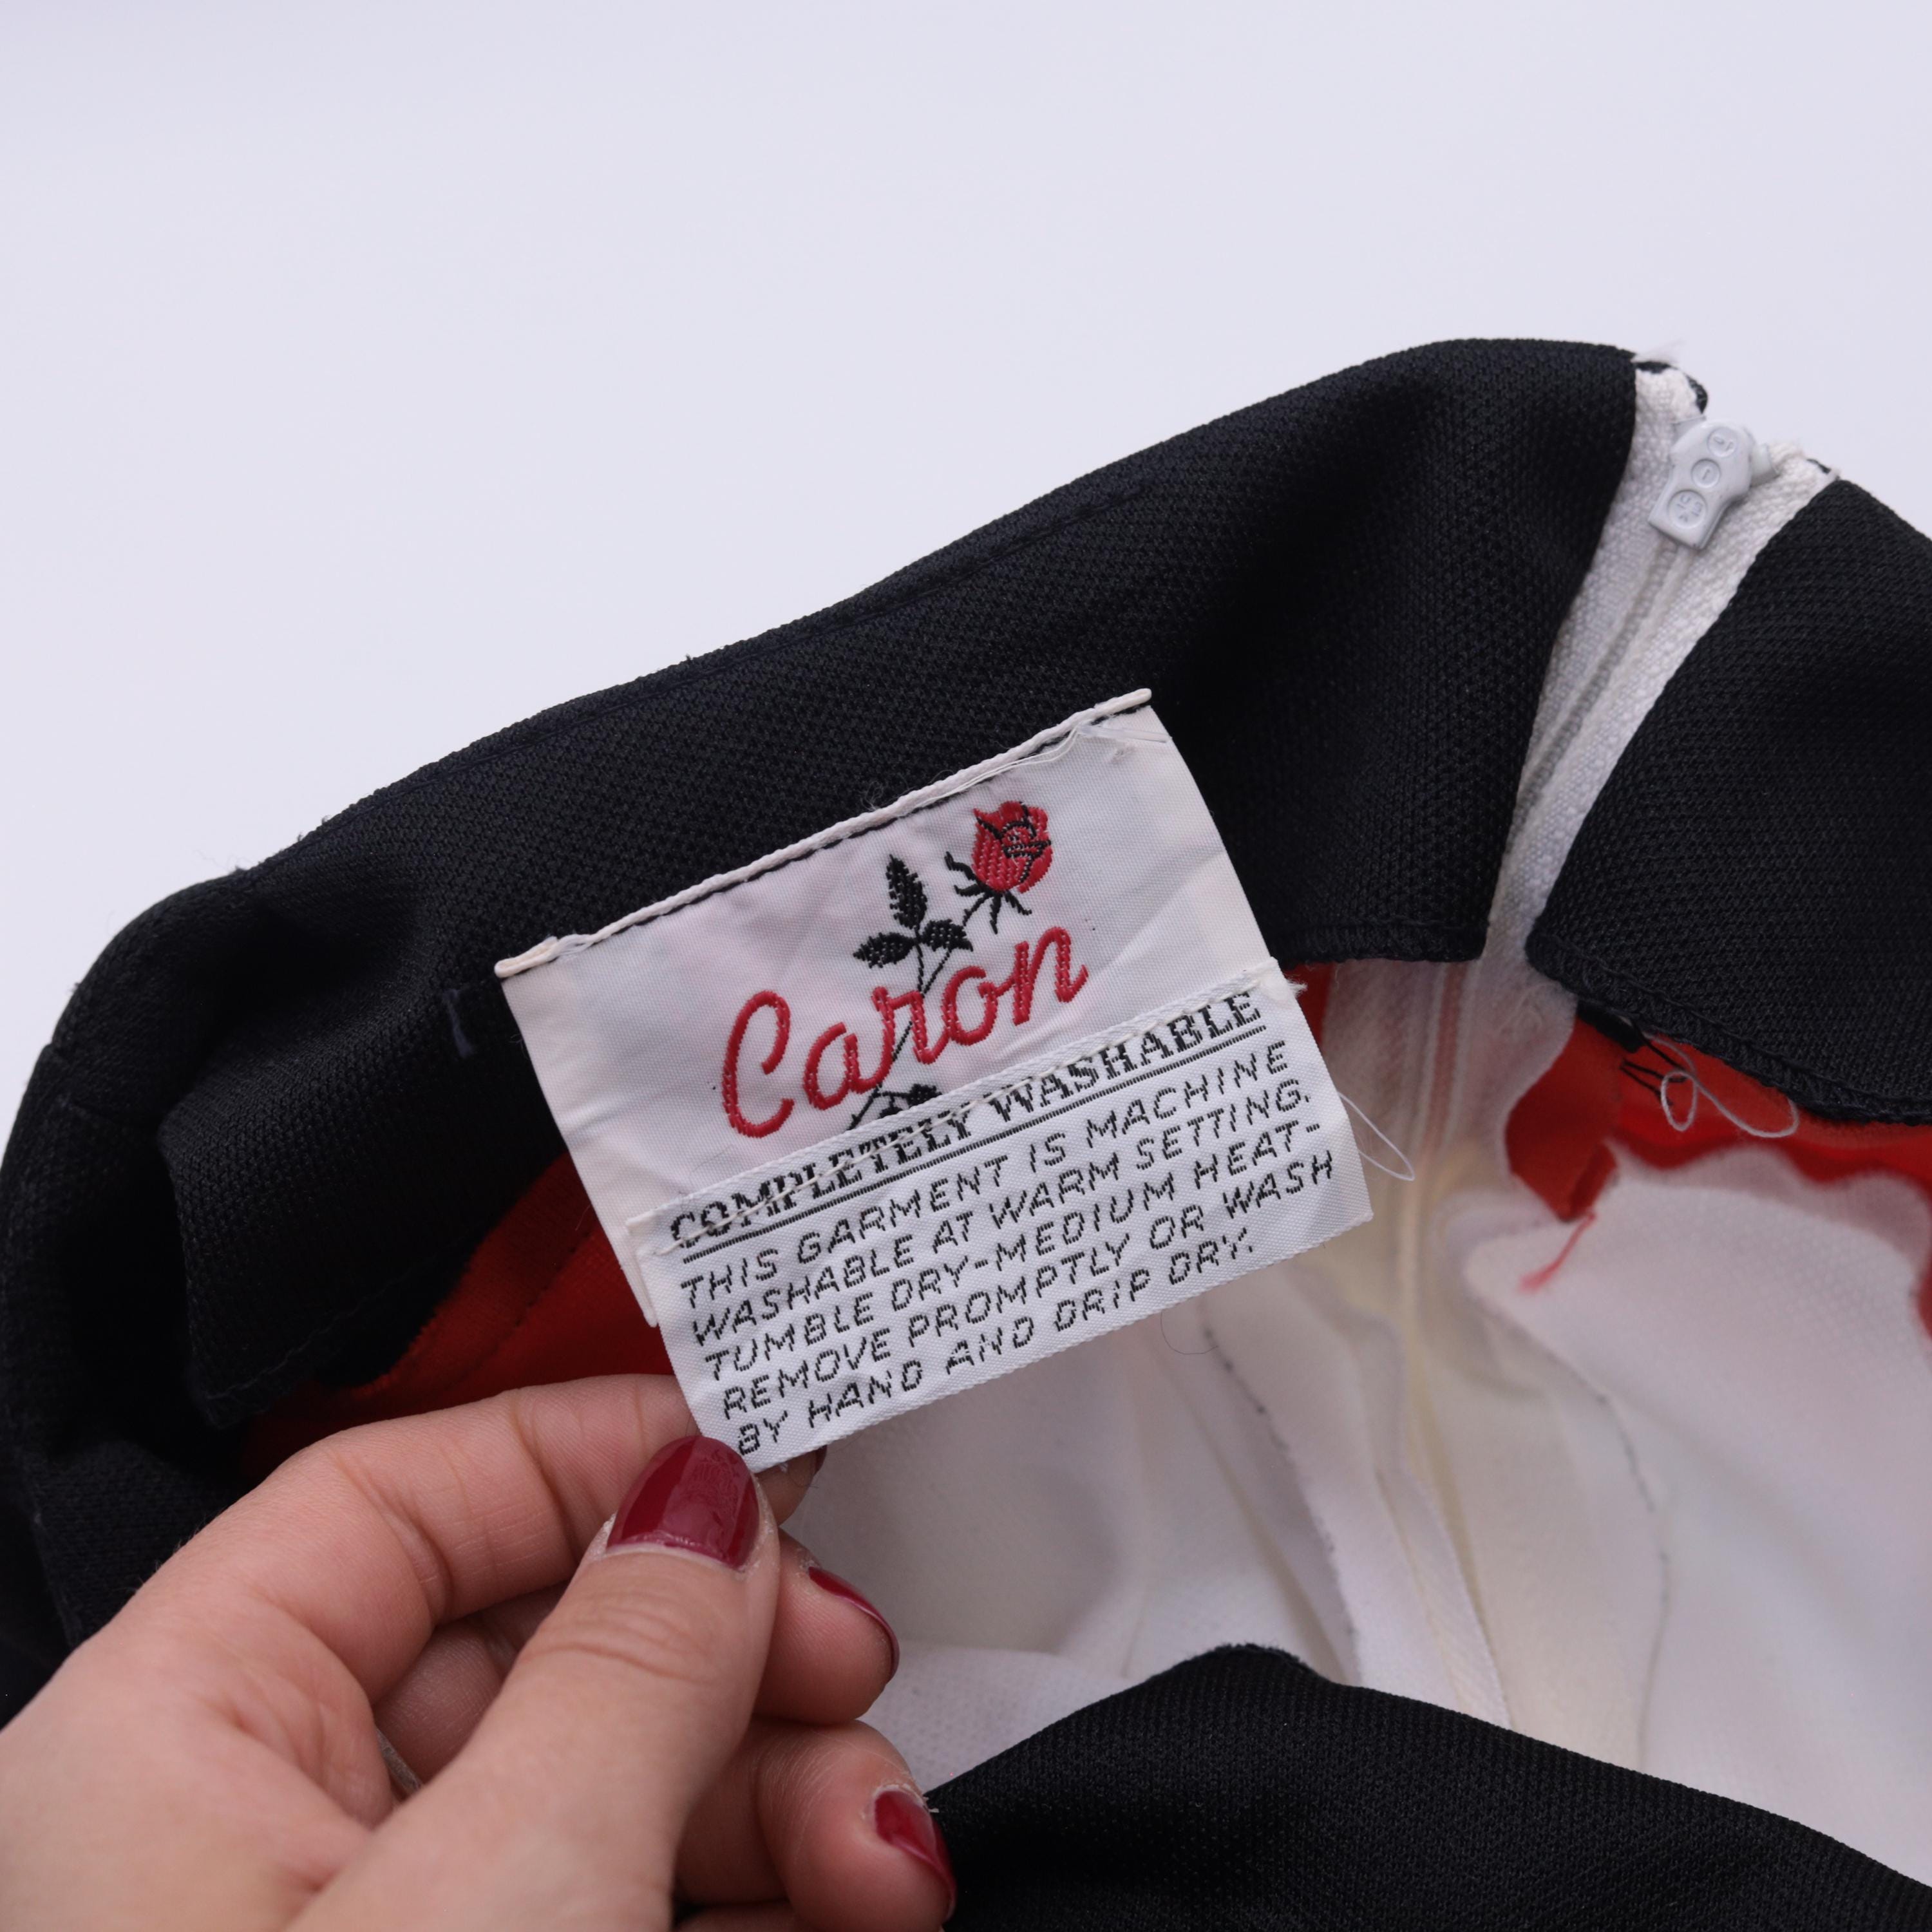 Caron
COMPLETELY WASHABLE
THIS GARMENT IS MACHINE
WASHABLE AT WARM SETTING.
TUMBLE DRY-MEDIUM HEAT-
REMOVE PROMPTLY OR WASH
BY HAND AND DRIP DRY.